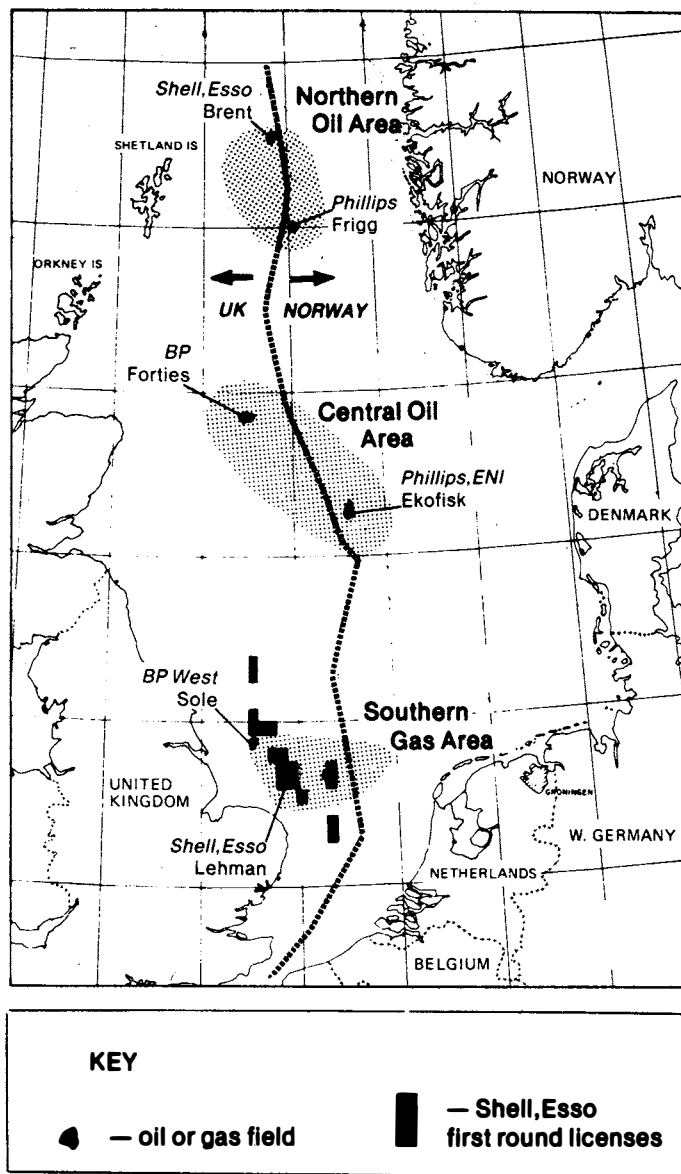 Shell, Esso
Brent
Northern
Oil Area
SHETLAND IS
NORWAY
Phillips
Frigg
ORKNEY IS
UK
NORWAY
BP
Forties
Central Oil
Area
Phillips, ENI
Ekofisk
DENMARK
BP West
Sole
Southern
Gas Area
UNITED
KINGDOM
GRONINGEN
Shell, Esso
Lehman
W. GERMANY
NETHERLANDS
BELGIUM
KEY
— oil or gas field
— Shell, Esso
first round licenses